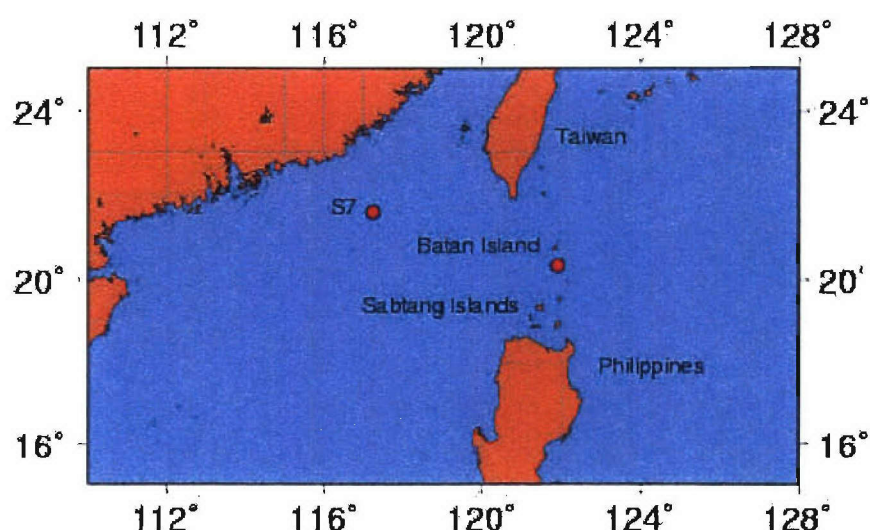 112° 116° 120° 124° 128°
24° 24°
Taiwan
S7
Batan Island
20° 20°
Sabtang Islands
Philippines
16° 16°
112° 116° 120° 124° 128°